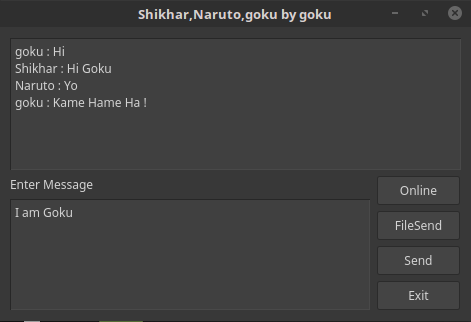 Shikhar,Naruto,goku by goku
goku : Hi
Shikhar : Hi Goku
Naruto : Yo
goku : Kame Hame Ha !
Enter Message
I am Goku
Online
FileSend
Send
Exit